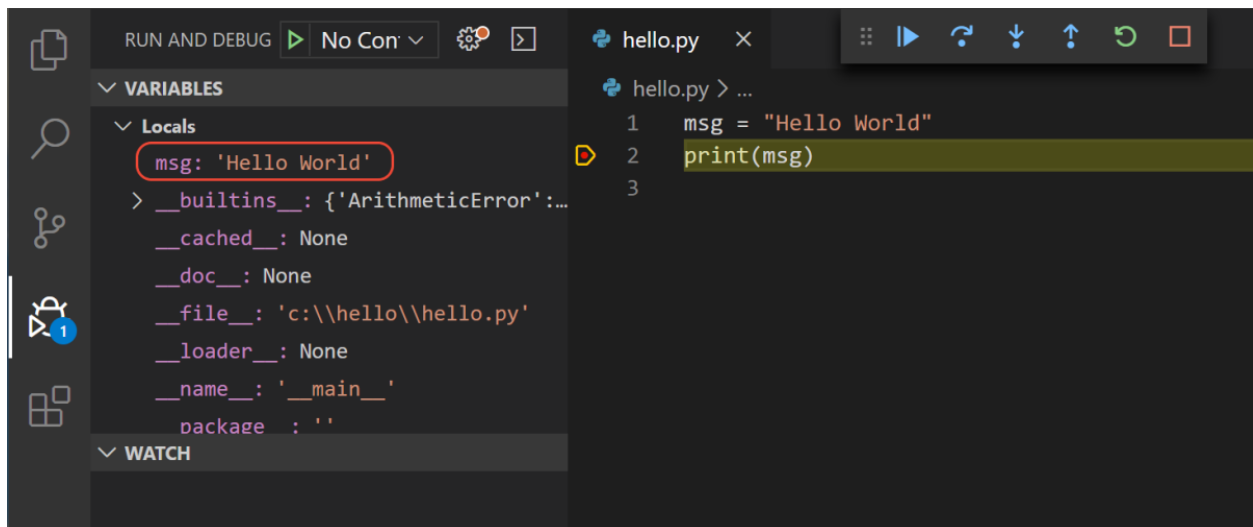 RUN AND DEBUG No Con
VARIABLES
Locals
msg: 'Hello World'
__builtins__: {'ArithmeticError':…
__cached__: None
__doc__: None
__file__: 'c:\\hello\\hello.py'
__loader__: None
__name__: '__main__'
__package__: ''
WATCH
1
hello.py
hello.py > ...
1 msg = "Hello World"
2 print(msg)
3